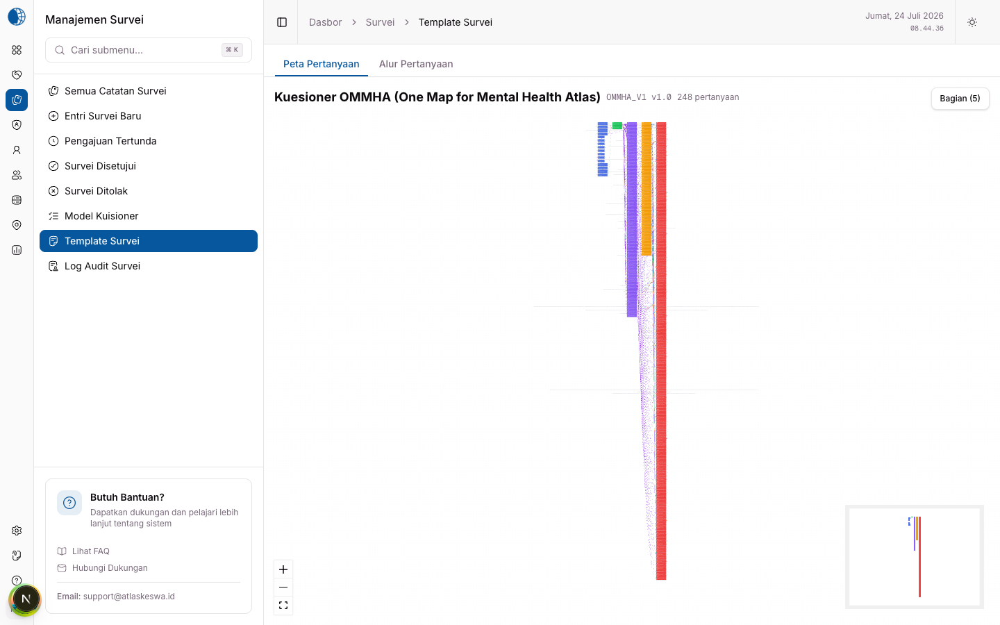 Manajemen Survei
Cari submenu...
⌘ K
Semua Catatan Survei
Entri Survei Baru
Pengajuan Tertunda
Survei Disetujui
Survei Ditolak
Model Kuisioner
Template Survei
Log Audit Survei
Butuh Bantuan?
Dapatkan dukungan dan pelajari lebih
lanjut tentang sistem
Lihat FAQ
Hubungi Dukungan
Email: support@atlaskeswa.id
N
Dasbor > Survei > Template Survei
Jumat, 24 Juli 2026
08.44.36
Peta Pertanyaan
Alur Pertanyaan
Kuesioner OMMHA (One Map for Mental Health Atlas) OMMHA_V1 v1.0 248 pertanyaan
Bagian (5)